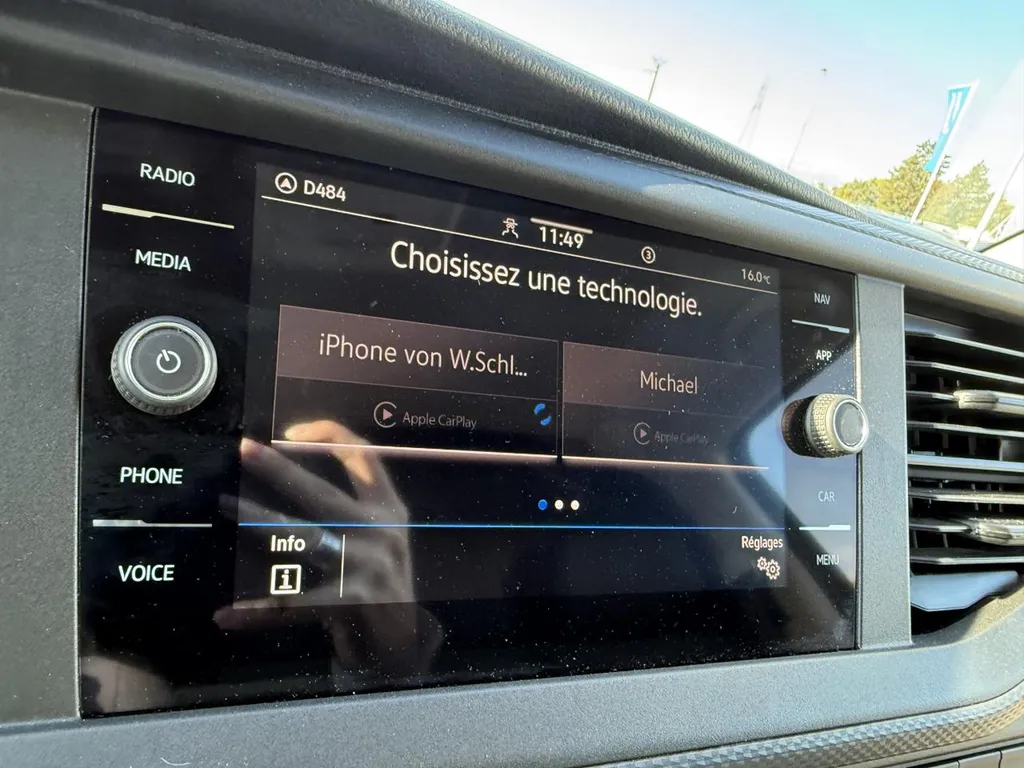 RADIO
MEDIA
PHONE
VOICE
D484
11:49
3
16.0°C
Choisissez une technologie.
iPhone von W.Schl...
Apple CarPlay
Michael
Apple CarPlay
Info
i
Réglages
NAV
APP
CAR
MENU